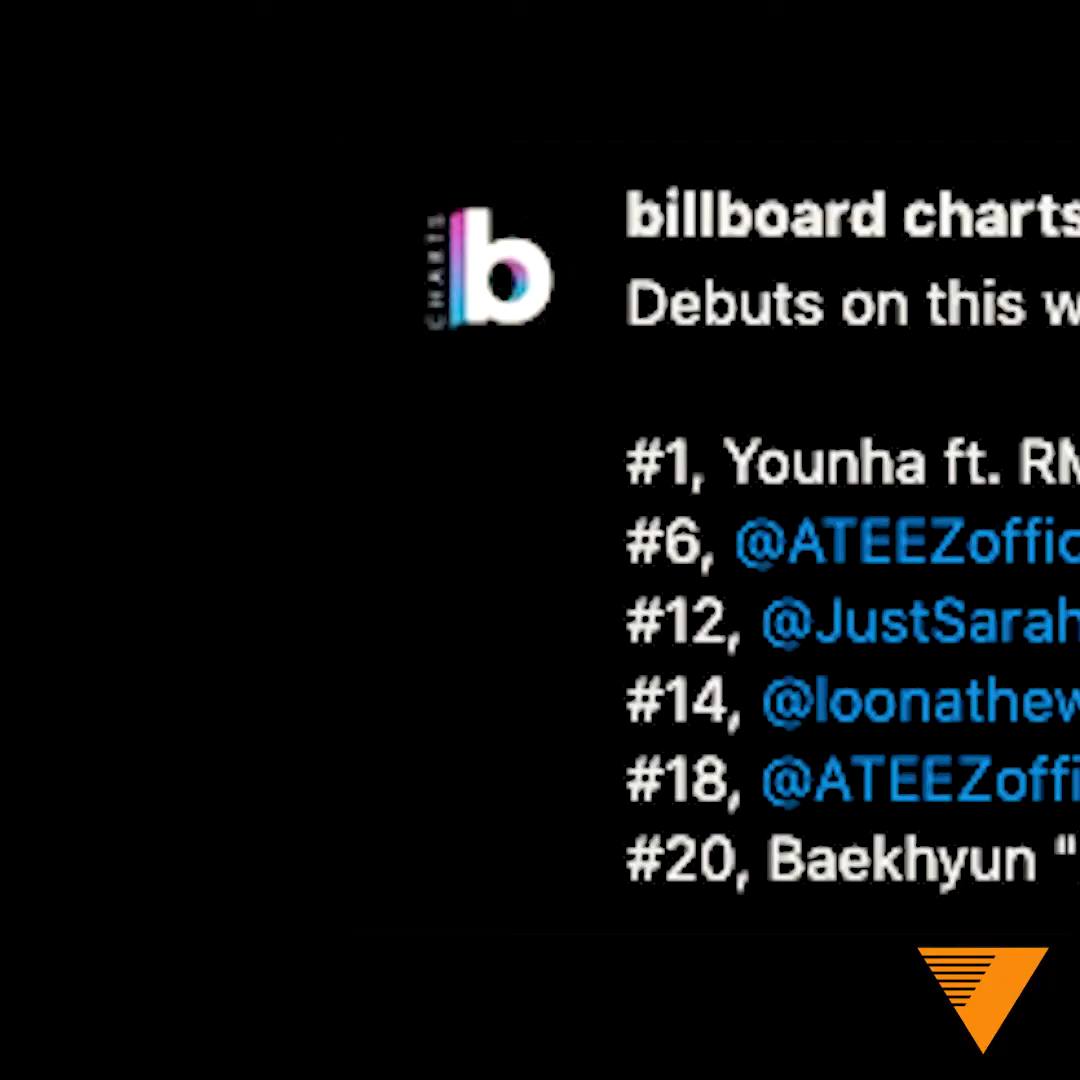 CHARTS
b
billboard charts
Debuts on this w
#1, Younha ft. RM
#6, @ATEEZoffic
#12, @JustSarah
#14, @loonathew
#18, @ATEEZoffi
#20, Baekhyun "